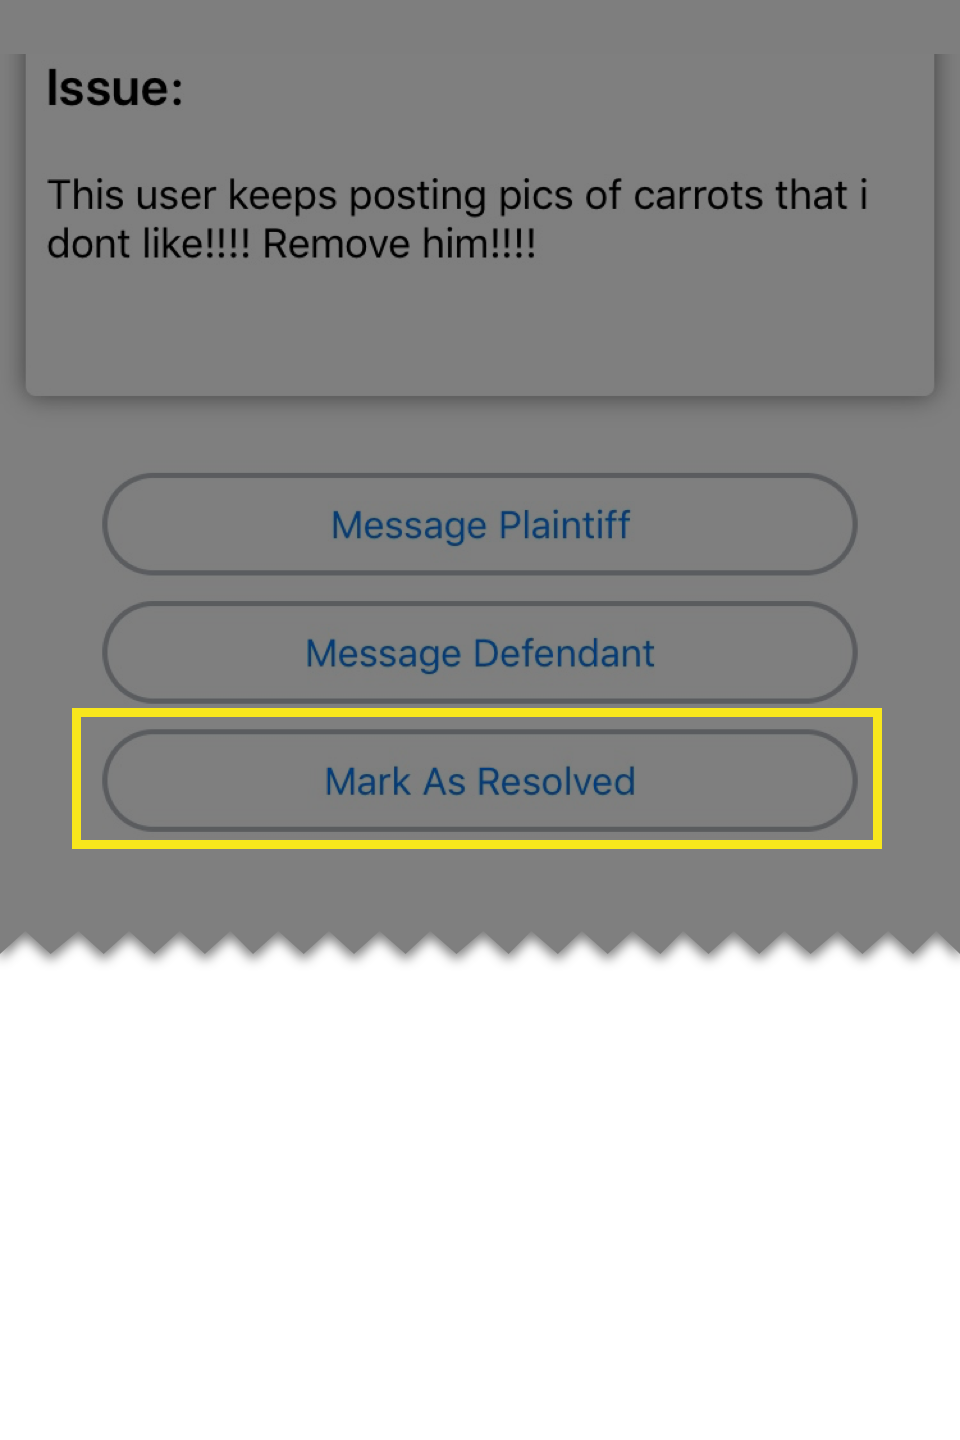 Issue:
This user keeps posting pics of carrots that i
dont like!!!! Remove him!!!!
Message Plaintiff
Message Defendant
Mark As Resolved